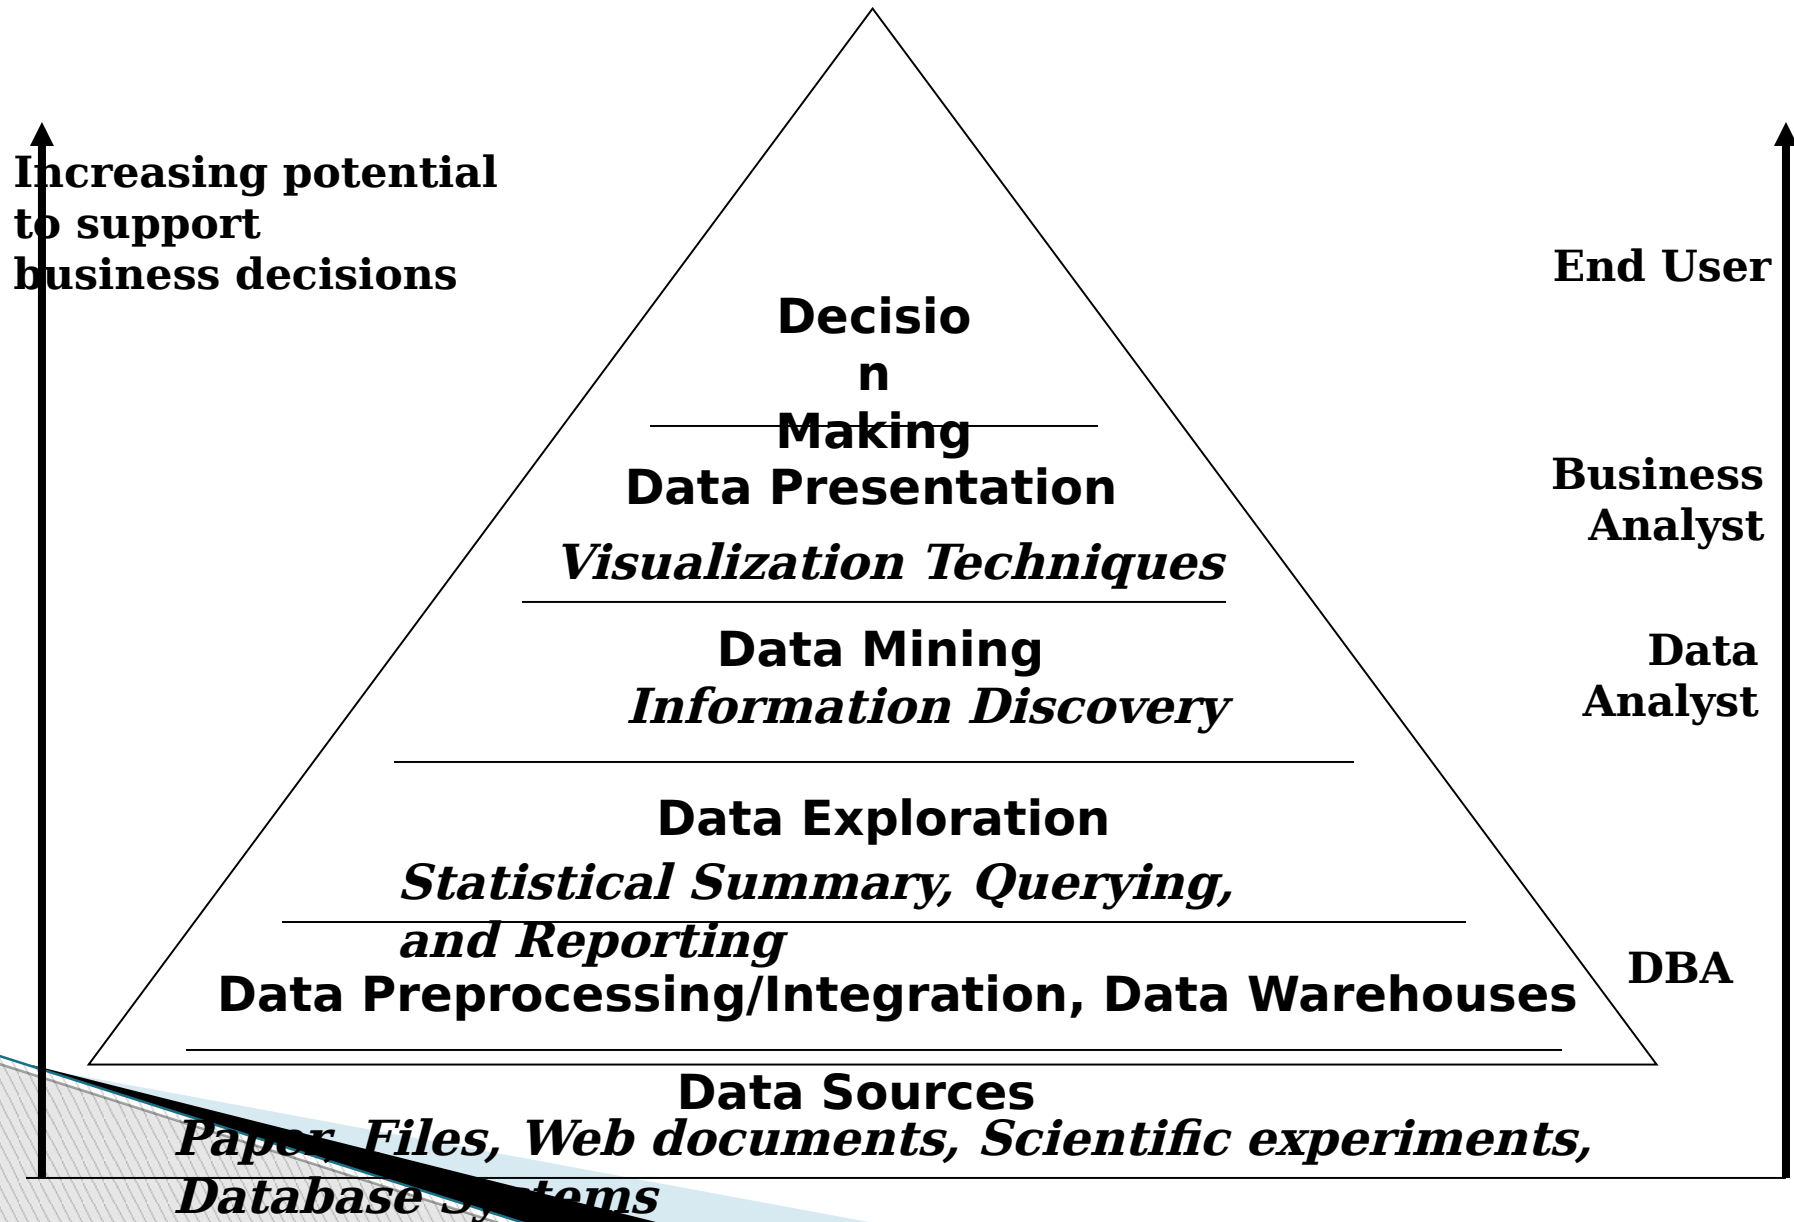 Increasing potential
to support
business decisions
End User
Decisio
n
Making
Business
Analyst
Data Presentation
Visualization Techniques
Data Mining
Information Discovery
Data
Analyst
Data Exploration
Statistical Summary, Querying,
and Reporting
Data Preprocessing/Integration, Data Warehouses
DBA
Data Sources
Paper, Files, Web documents, Scientific experiments,
Database Systems